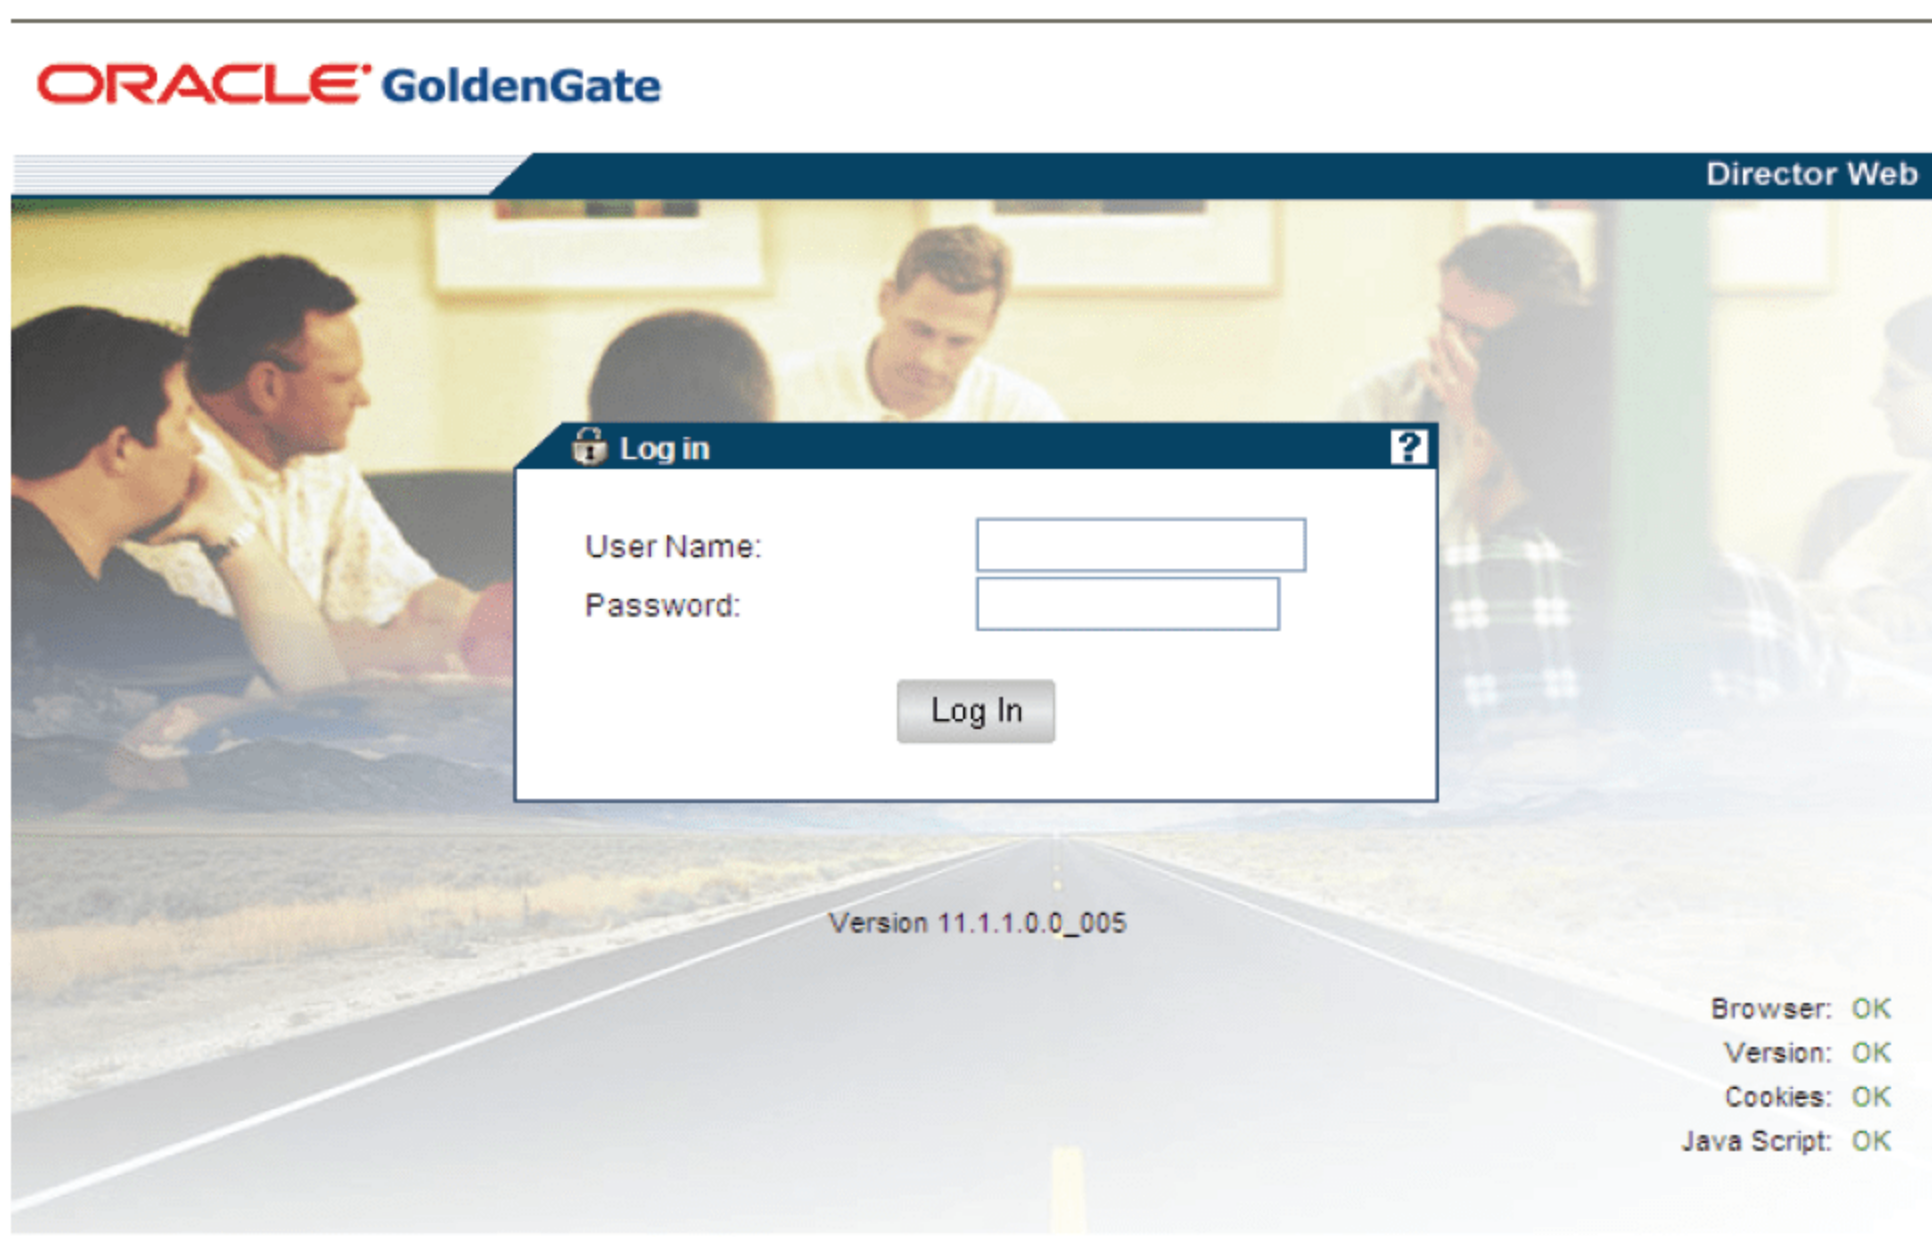 ORACLE GoldenGate
Director Web
Log in ?
User Name:
Password:
Log In
Version 11.1.1.0.0_005
Browser: OK
Version: OK
Cookies: OK
Java Script: OK